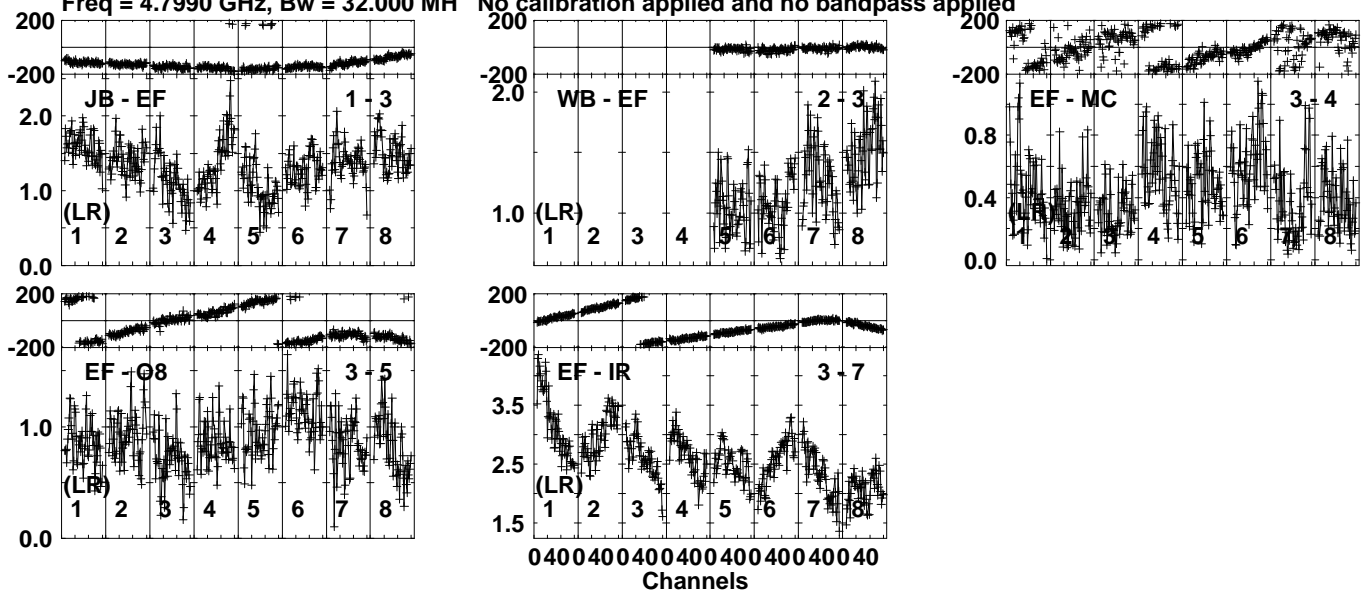 Freq = 4.7990 GHz, Bw = 32.000 MH No calibration applied and no bandpass applied
200
-200
JB - EF 1 - 3
2.0
1.0
0.0
(LR)
1 2 3 4 5 6 7 8
200
-200
WB - EF 2 - 3
2.0
1.0
(LR)
1 2 3 4 5 6 7 8
200
-200
EF - MC 3 - 4
0.8
0.4
0.0
(LR)
1 2 3 4 5 6 7 8
200
-200
EF - O8 3 - 5
1.0
0.0
(LR)
1 2 3 4 5 6 7 8
200
-200
EF - IR 3 - 7
3.5
2.5
1.5
(LR)
1 2 3 4 5 6 7 8
0 40 0 40 0 40 0 40 0 40 0 40 0 40 0 40
Channels